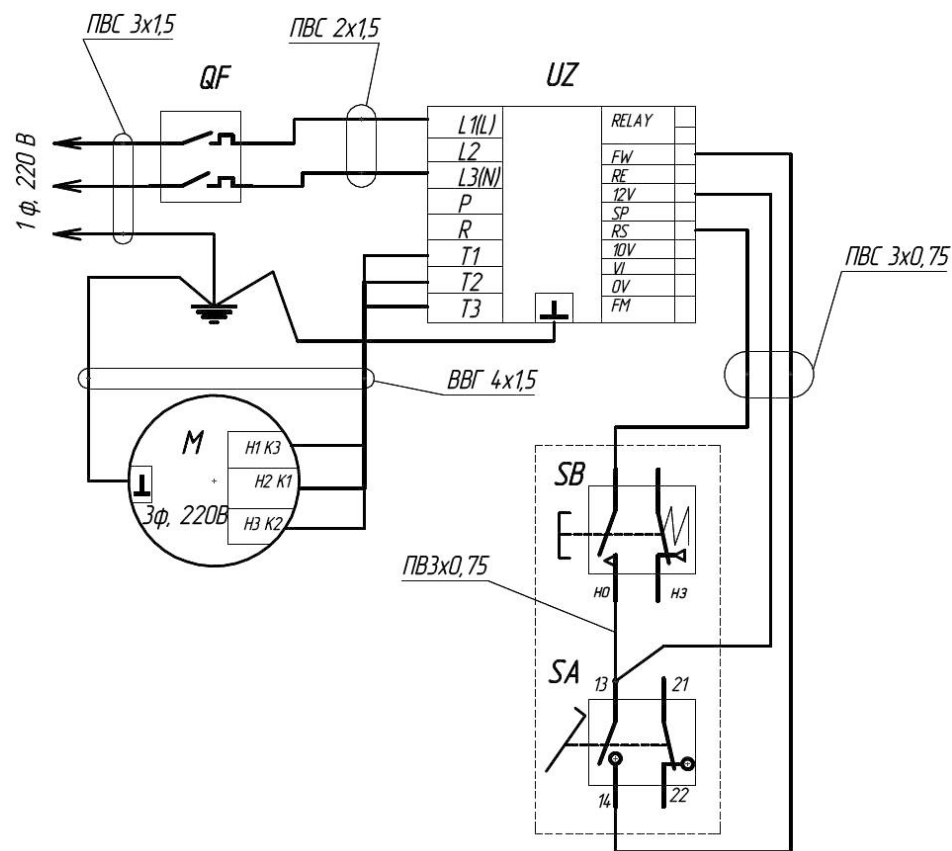 ПВС 3х1,5
ПВС 2х1,5
QF
UZ
1 ф, 220 В
L1(L)
L2
L3(N)
P
R
T1
T2
T3
RELAY
FW
RE
12V
SP
RS
10V
VI
0V
FM
ПВС 3х0,75
ВВГ 4х1,5
M
H1 K3
H2 K1
H3 K2
3ф, 220В
SB
НО
НЗ
ПВ3х0,75
SA
13
21
14
22